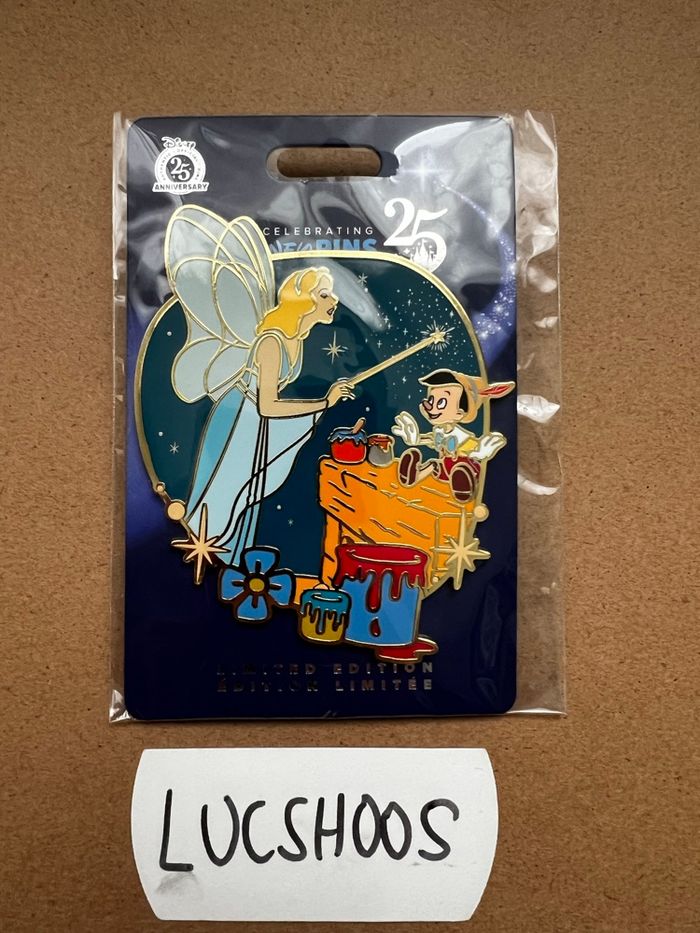 Disney
25
ANNIVERSARY
CELEBRATING
25
PINS
LIMITED EDITION
ÉDITION LIMITÉE
LUCSHOOS